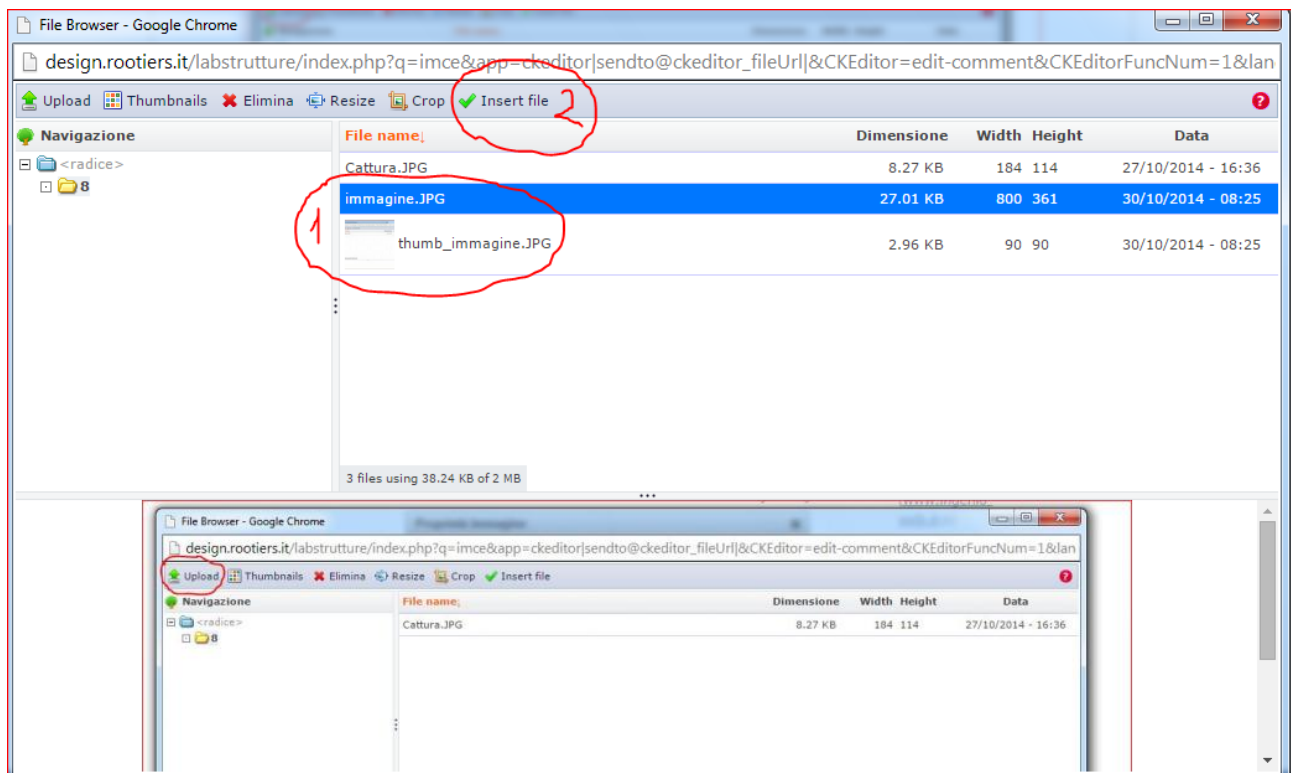 File Browser - Google Chrome
design.rootiers.it/labstrutture/index.php?q=imce&app=ckeditor|sendto@ckeditor_fileUrl|&CKEditor=edit-comment&CKEditorFuncNum=1&lan
Upload Thumbnails Elimina Resize Crop Insert file 2
Navigazione File name↓ Dimensione Width Height Data
<radice> Cattura.JPG 8.27 KB 184 114 27/10/2014 - 16:36
8 immagine.JPG 27.01 KB 800 361 30/10/2014 - 08:25
1 thumb_immagine.JPG 2.96 KB 90 90 30/10/2014 - 08:25
3 files using 38.24 KB of 2 MB
File Browser - Google Chrome Proprietà immagine
design.rootiers.it/labstrutture/index.php?q=imce&app=ckeditor|sendto@ckeditor_fileUrl|&CKEditor=edit-comment&CKEditorFuncNum=1&lan
Upload Thumbnails Elimina Resize Crop Insert file
Navigazione File name↓ Dimensione Width Height Data
<radice> Cattura.JPG 8.27 KB 184 114 27/10/2014 - 16:36
8